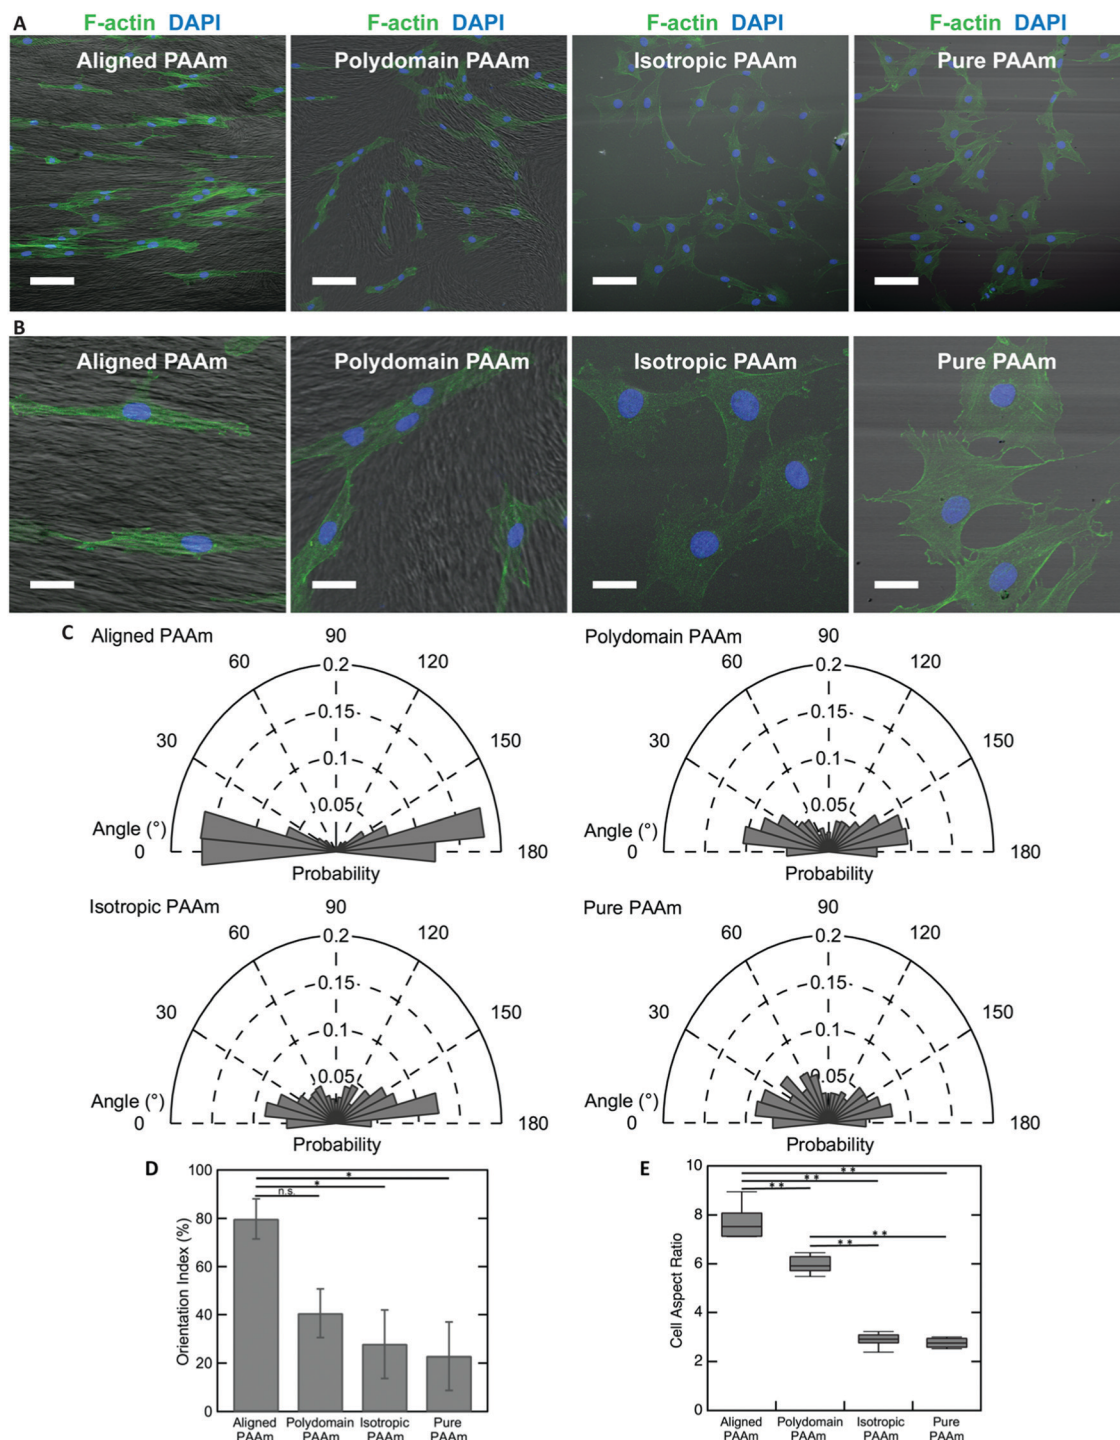 A F-actin DAPI F-actin DAPI F-actin DAPI F-actin DAPI
Aligned PAAm Polydomain PAAm Isotropic PAAm Pure PAAm
B
Aligned PAAm Polydomain PAAm Isotropic PAAm Pure PAAm
C Aligned PAAm 90 Polydomain PAAm 90
60 0.2 120 60 0.2 120
0.15 0.15
30 150 30 150
0.1 0.1
0.05 0.05
Angle (°) Angle (°)
0 180 0 180
Probability Probability
Isotropic PAAm 90 Pure PAAm 90
60 0.2 120 60 0.2 120
0.15 0.15
30 150 30 150
0.1 0.1
0.05 0.05
Angle (°) Angle (°)
0 180 0 180
Probability Probability
D
Orientation Index (%)
100
80
60
40
20
0
*
*
n.s.
Aligned PAAm
Polydomain PAAm
Isotropic PAAm
Pure PAAm
E
Cell Aspect Ratio
10
8
6
4
2
0
**
**
**
**
**
Aligned PAAm
Polydomain PAAm
Isotropic PAAm
Pure PAAm